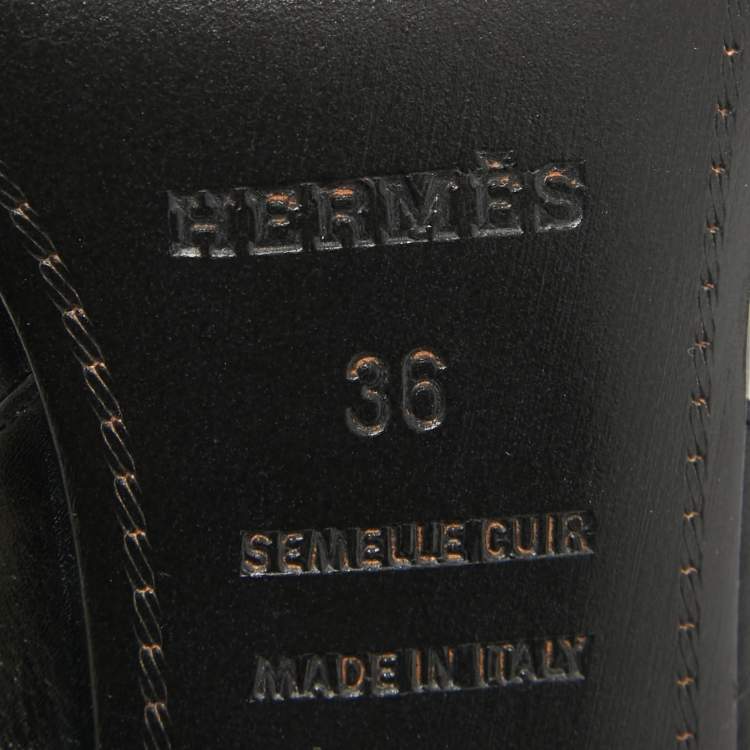 HERMÈS
36
SEMELLE CUIR
MADE IN ITALY